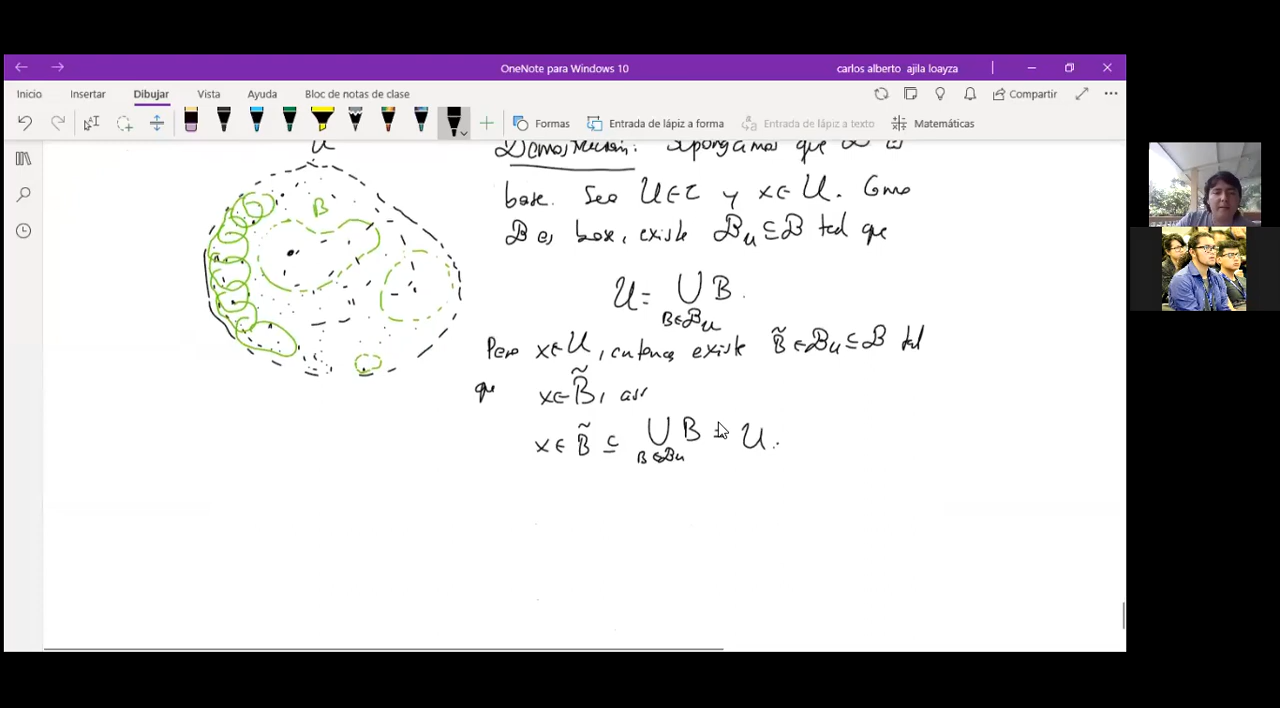 OneNote para Windows 10
carlos alberto ajila loayza
Inicio
Insertar
Dibujar
Vista
Ayuda
Bloc de notas de clase
Compartir
Formas
Entrada de lápiz a forma
Entrada de lápiz a texto
Matemáticas
U
B
Demostración: Supongamos que ℬ es
base. Sea U∈τ y x∈U. Como
ℬ es base, existe ℬ_U ⊆ ℬ tal que
U = ⋃_{B∈ℬ_U} B.
Pero x∈U, entonces existe B̃ ∈ ℬ_U ⊆ ℬ tal
que x∈B̃, así
x ∈ B̃ ⊆ ⋃_{B∈ℬ_U} B = U.